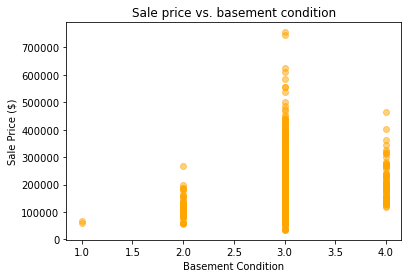 Sale price vs. basement condition
Sale Price ($)
700000
600000
500000
400000
300000
200000
100000
0
1.0 1.5 2.0 2.5 3.0 3.5 4.0
Basement Condition